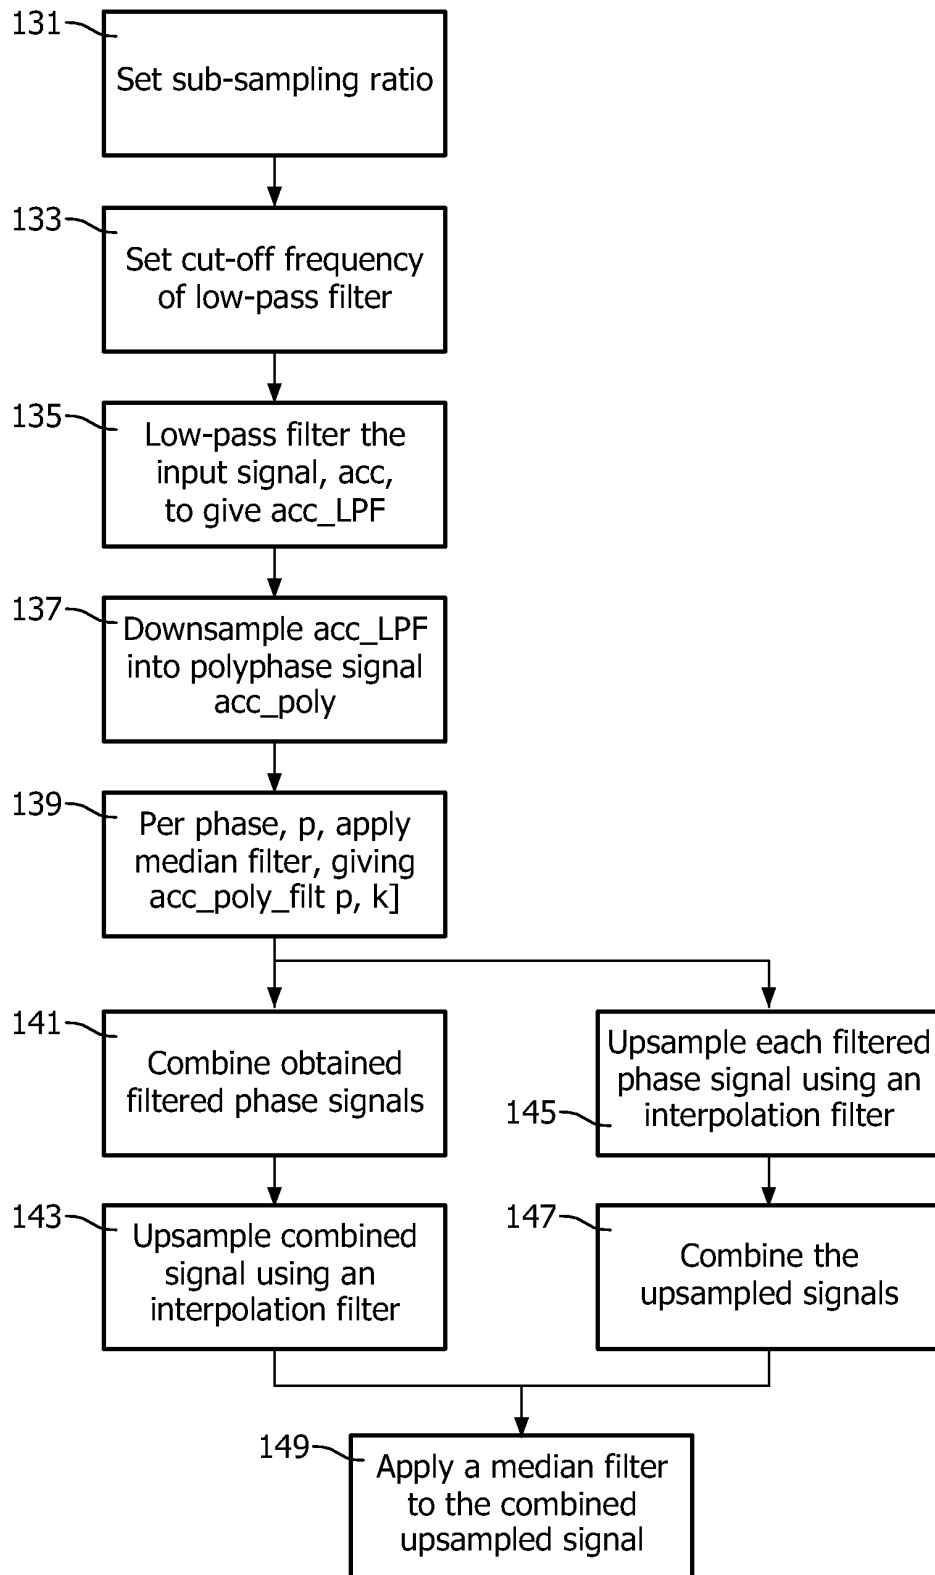 131
Set sub-sampling ratio
133
Set cut-off frequency
of low-pass filter
135
Low-pass filter the
input signal, acc,
to give acc_LPF
137
Downsample acc_LPF
into polyphase signal
acc_poly
139
Per phase, p, apply
median filter, giving
acc_poly_filt p, k]
141
Combine obtained
filtered phase signals
Upsample each filtered
phase signal using an
interpolation filter
145
143
Upsample combined
signal using an
interpolation filter
147
Combine the
upsampled signals
149
Apply a median filter
to the combined
upsampled signal